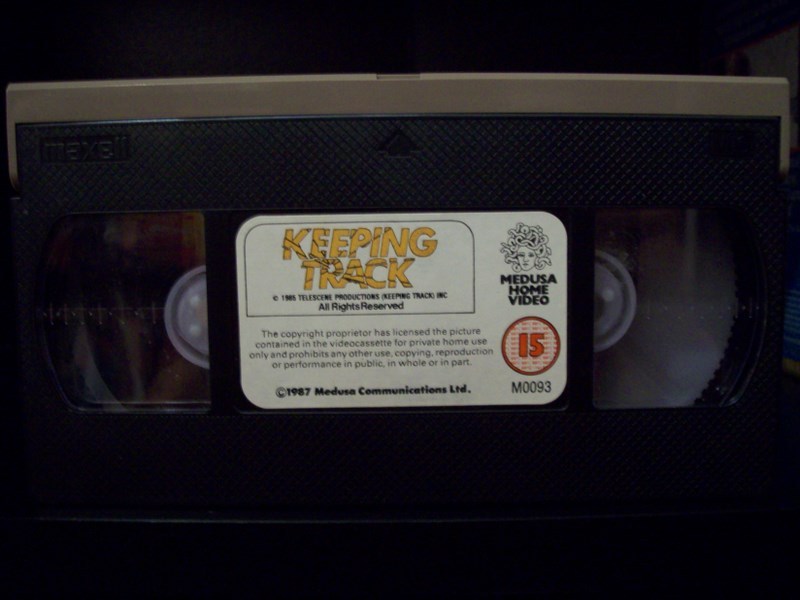 maxell
KEEPING
TRACK
© 1985 TELESCENE PRODUCTIONS (KEEPING TRACK) INC
All Rights Reserved
MEDUSA
HOME
VIDEO
The copyright proprietor has licensed the picture
contained in the videocassette for private home use
only and prohibits any other use, copying, reproduction
or performance in public, in whole or in part.
15
©1987 Medusa Communications Ltd.
M0093